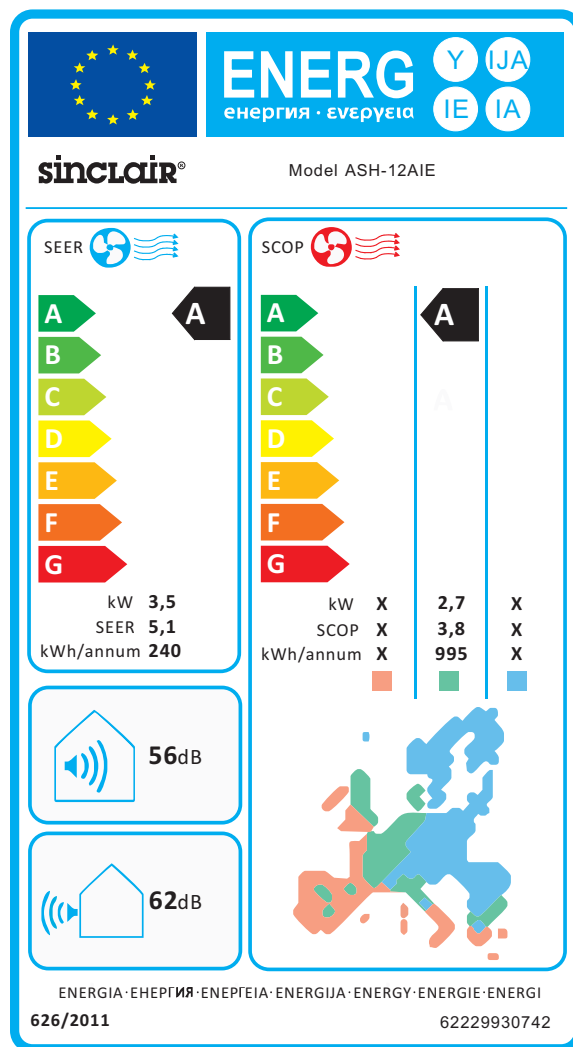 ENERG
енергия · ενεργεια
Y IJA
IE IA
sinclair®
Model ASH-12AIE
SEER
A
A
B
C
D
E
F
G
kW 3,5
SEER 5,1
kWh/annum 240
SCOP
A
A
B
C
A
D
E
F
G
kW X 2,7 X
SCOP X 3,8 X
kWh/annum X 995 X
56dB
62dB
ENERGIA·ЕНЕРГИЯ·ΕΝΕΡΓΕΙΑ·ENERGIJA·ENERGY·ENERGIE·ENERGI
626/2011
62229930742